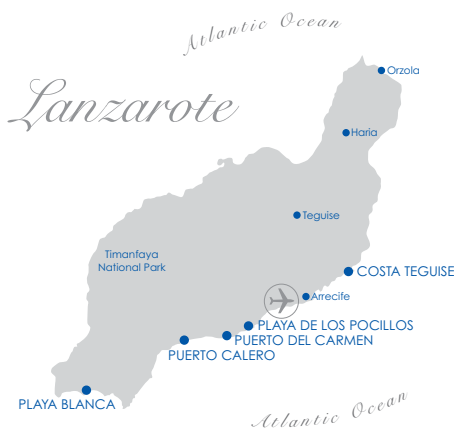 Atlantic Ocean
Orzola
Lanzarote
Haría
Teguise
Timanfaya
National Park
COSTA TEGUISE
Arrecife
PLAYA DE LOS POCILLOS
PUERTO DEL CARMEN
PUERTO CALERO
PLAYA BLANCA
Atlantic Ocean